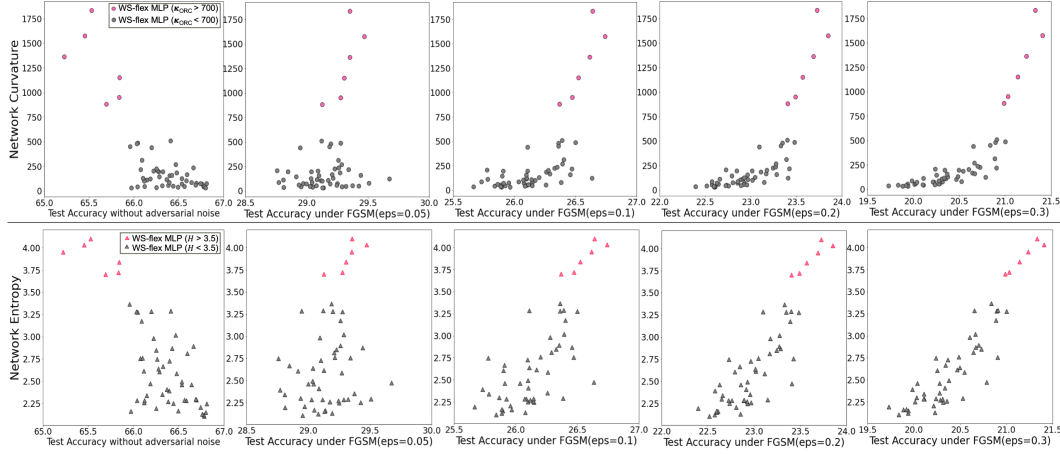 WS-flex MLP (κORC > 700)
WS-flex MLP (κORC < 700)
Network Curvature
1750
1500
1250
1000
750
500
250
0
65.0 65.5 66.0 66.5 67.0
28.5 29.0 29.5 30.0
25.5 26.0 26.5 27.0
22.0 22.5 23.0 23.5 24.0
19.5 20.0 20.5 21.0 21.5
Test Accuracy without adversarial noise
Test Accuracy under FGSM(eps=0.05)
Test Accuracy under FGSM(eps=0.1)
Test Accuracy under FGSM(eps=0.2)
Test Accuracy under FGSM(eps=0.3)
WS-flex MLP (H > 3.5)
WS-flex MLP (H < 3.5)
Network Entropy
4.00
3.75
3.50
3.25
3.00
2.75
2.50
2.25
65.0 65.5 66.0 66.5 67.0
28.5 29.0 29.5 30.0
25.5 26.0 26.5 27.0
22.0 22.5 23.0 23.5 24.0
19.5 20.0 20.5 21.0 21.5
Test Accuracy without adversarial noise
Test Accuracy under FGSM(eps=0.05)
Test Accuracy under FGSM(eps=0.1)
Test Accuracy under FGSM(eps=0.2)
Test Accuracy under FGSM(eps=0.3)